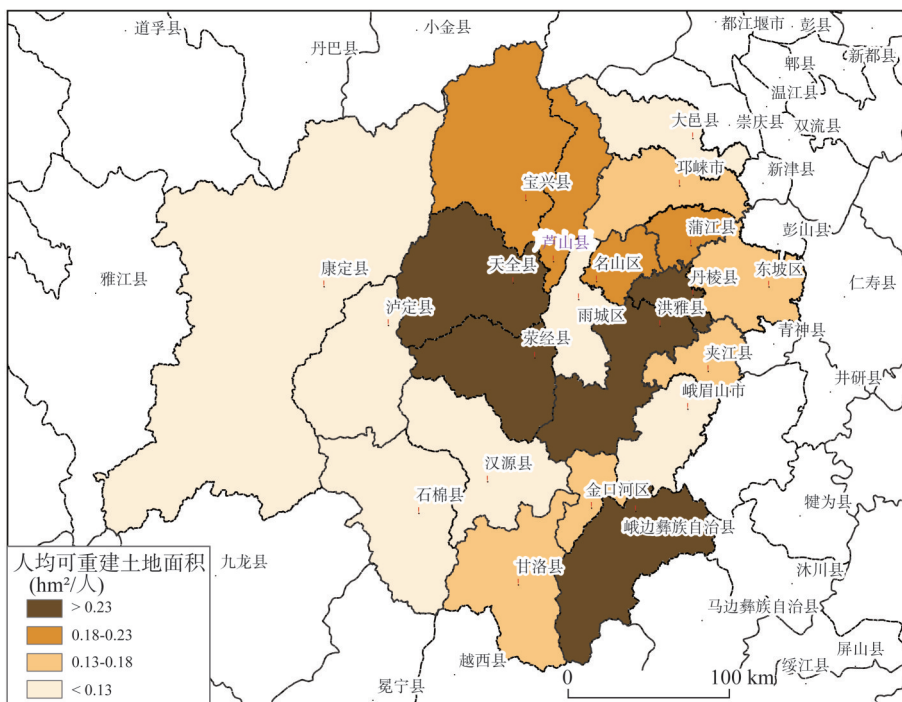 道孚县
丹巴县
小金县
都江堰市
彭县
新都县
郫县
温江县
崇庆县
双流县
大邑县
邛崃市
新津县
宝兴县
芦山县
名山区
蒲江县
彭山县
雅江县
康定县
天全县
丹棱县
东坡区
仁寿县
泸定县
雨城区
洪雅县
青神县
荥经县
夹江县
井研县
峨眉山市
汉源县
石棉县
金口河区
犍为县
峨边彝族自治县
九龙县
甘洛县
沐川县
马边彝族自治县
屏山县
越西县
绥江县
冕宁县
人均可重建土地面积
(hm²/人)
> 0.23
0.18-0.23
0.13-0.18
< 0.13
0 100 km